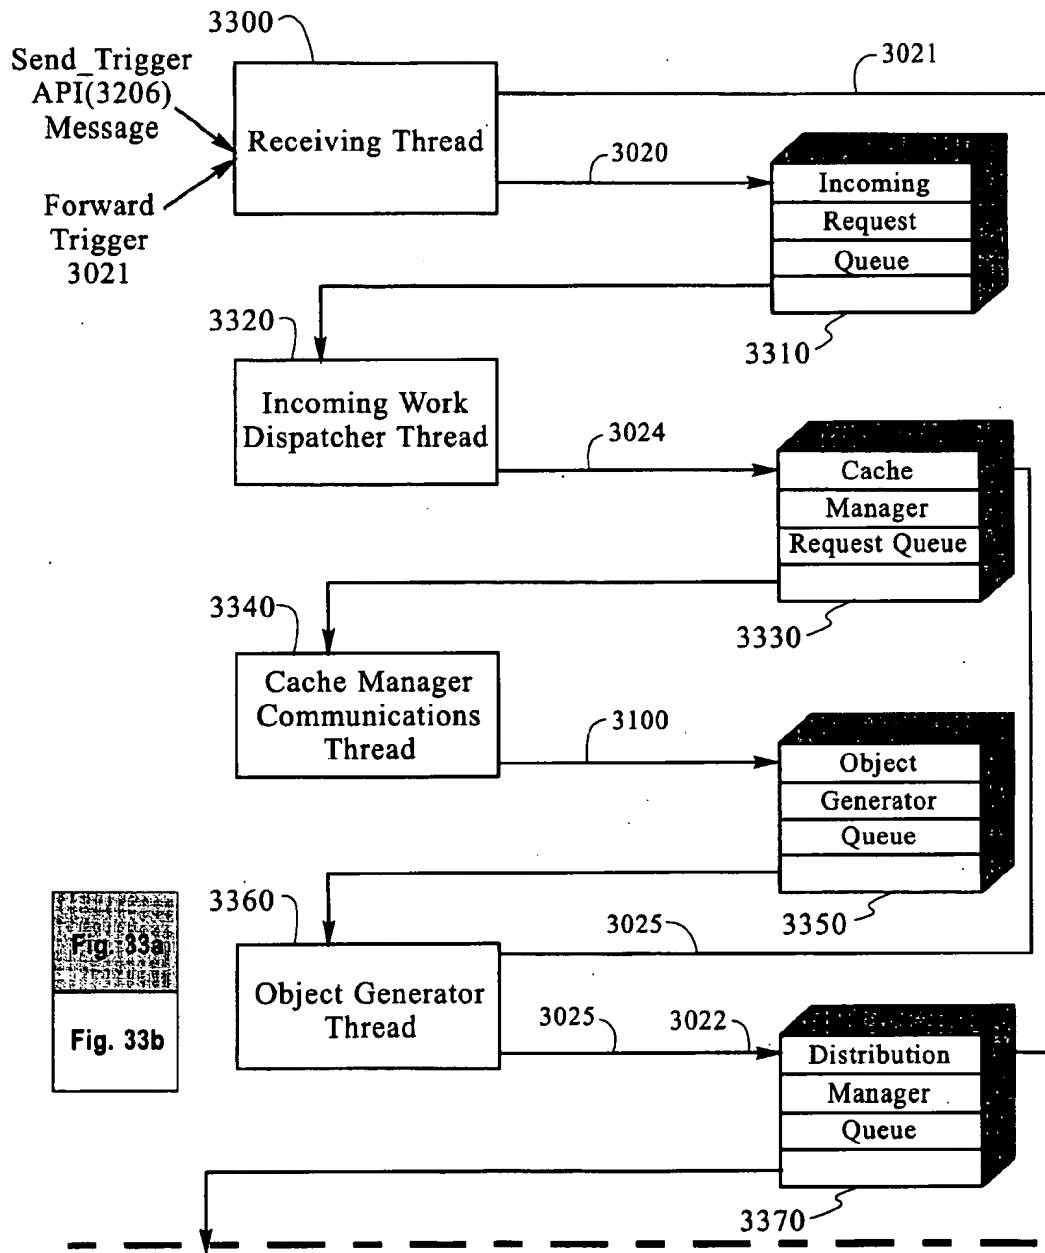 3300
Send_Trigger
API(3206)
Message
Receiving Thread
3021
3020
Forward
Trigger
3021
Incoming
Request
Queue
3310
3320
Incoming Work
Dispatcher Thread
3024
Cache
Manager
Request Queue
3330
3340
Cache Manager
Communications
Thread
3100
Object
Generator
Queue
3350
3360
Object Generator
Thread
3025
3025
3022
Distribution
Manager
Queue
3370
Fig. 33a
Fig. 33b